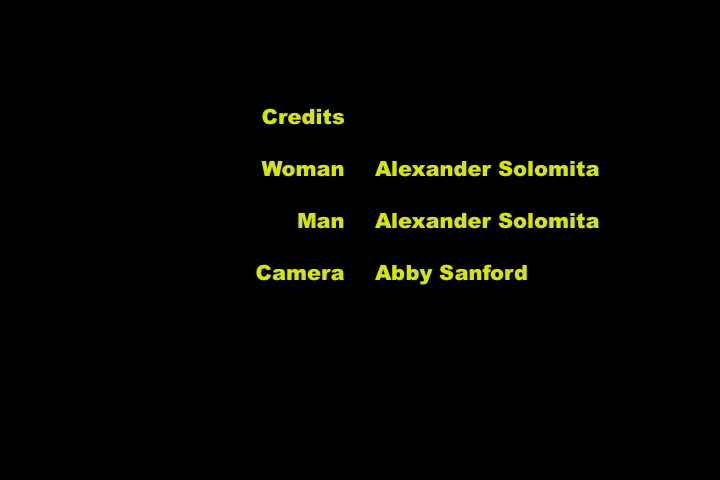 Credits
Woman Alexander Solomita
Man Alexander Solomita
Camera Abby Sanford